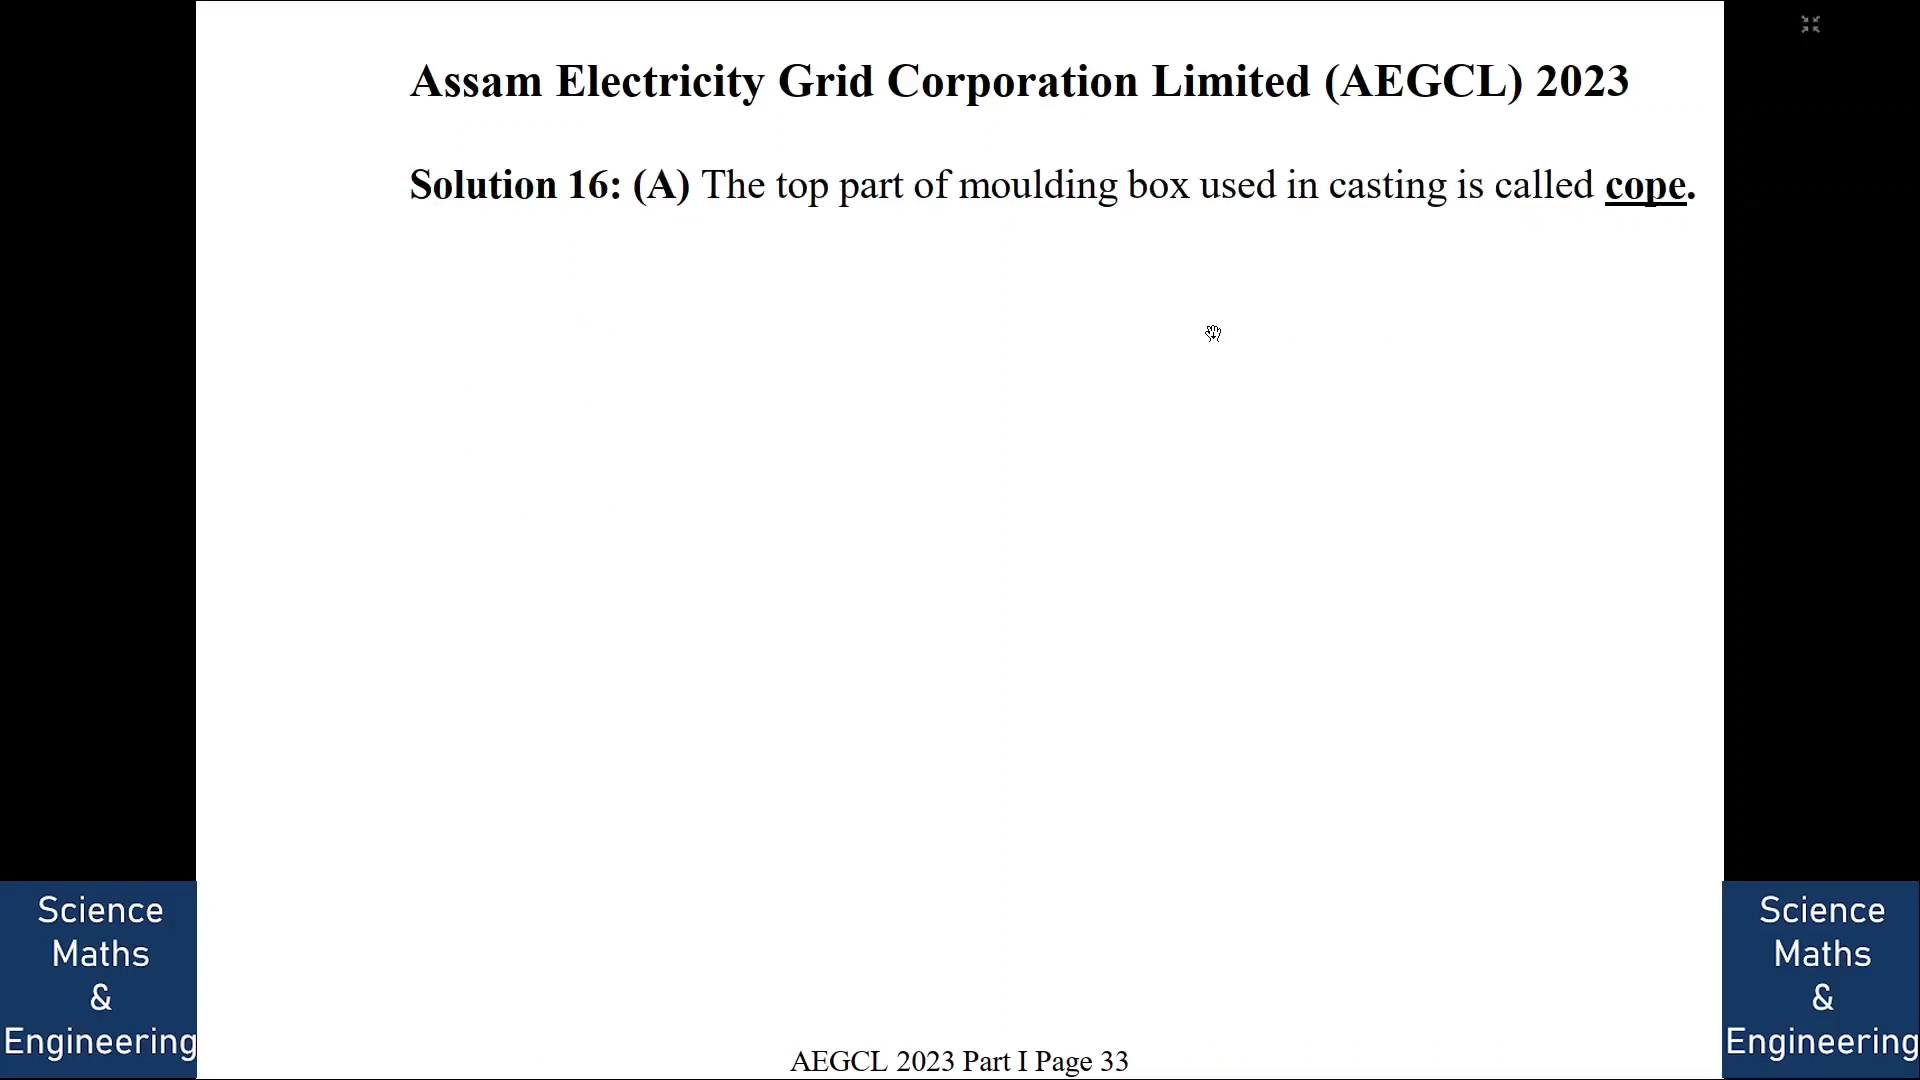 Assam Electricity Grid Corporation Limited (AEGCL) 2023
Solution 16: (A) The top part of moulding box used in casting is called cope.
Science
Maths
&
Engineering
Science
Maths
&
Engineering
AEGCL 2023 Part I Page 33